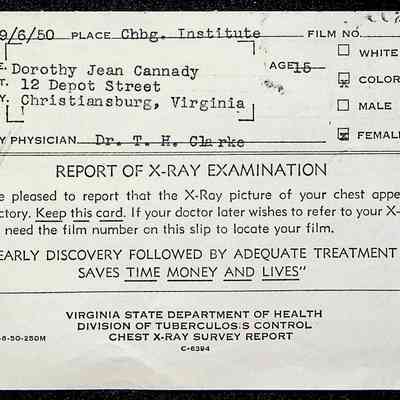 9/6/50 PLACE Chbg. Institute FILM NO.
WHITE
Dorothy Jean Cannady AGE 15
T. 12 Depot Street COLOR
Y. Christiansburg, Virginia
MALE
Y PHYSICIAN Dr. T. H. Clarke FEMAL
REPORT OF X-RAY EXAMINATION
e pleased to report that the X-Ray picture of your chest appe
ctory. Keep this card. If your doctor later wishes to refer to your X-
need the film number on this slip to locate your film.
EARLY DISCOVERY FOLLOWED BY ADEQUATE TREATMENT
SAVES TIME MONEY AND LIVES"
VIRGINIA STATE DEPARTMENT OF HEALTH
DIVISION OF TUBERCULOSIS CONTROL
-6-50-250M CHEST X-RAY SURVEY REPORT
C-6394